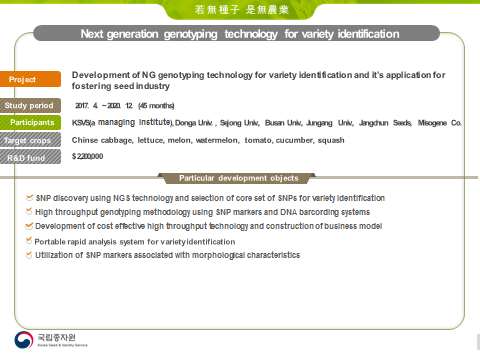 若無種子 是無農業
Next generation genotyping technology for variety identification
Project
Development of NG genotyping technology for variety identification and it's application for
fostering seed industry
Study period
2017. 4. ~ 2020. 12. (45 months)
Participants
KSVS(a managing institute), Donga Univ. , Sejong Univ., Busan Univ., Jungang Univ., Jangchun Seeds, Misogene Co.
Target crops
Chinse cabbage, lettuce, melon, watermelon, tomato, cucumber, squash
R&D fund
$ 2,200,000
Particular development objects
SNP discovery using NGS technology and selection of core set of SNPs for variety identification
High throughput genotyping methodology using SNP markers and DNA barcording systems
Development of cost effective high throughput technology and construction of business model
Portable rapid analysis system for variety identification
Utilization of SNP markers associated with morphological characteristics
국립종자원
Korea Seed & Variety Service